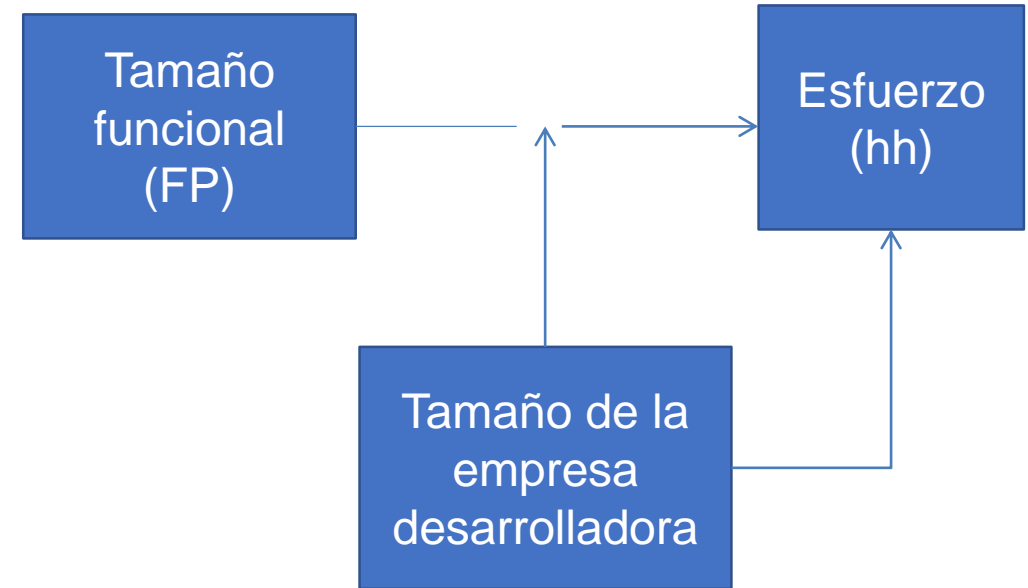 Tamaño
funcional
(FP)
Esfuerzo
(hh)
Tamaño de la
empresa
desarrolladora